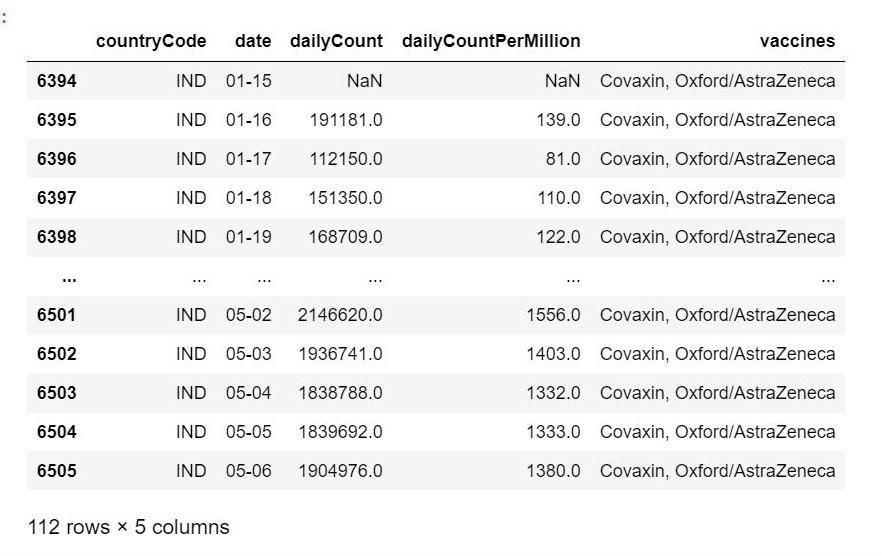 :
countryCode date dailyCount dailyCountPerMillion vaccines
6394 IND 01-15 NaN NaN Covaxin, Oxford/AstraZeneca
6395 IND 01-16 191181.0 139.0 Covaxin, Oxford/AstraZeneca
6396 IND 01-17 112150.0 81.0 Covaxin, Oxford/AstraZeneca
6397 IND 01-18 151350.0 110.0 Covaxin, Oxford/AstraZeneca
6398 IND 01-19 168709.0 122.0 Covaxin, Oxford/AstraZeneca
... ... ... ... ... ...
6501 IND 05-02 2146620.0 1556.0 Covaxin, Oxford/AstraZeneca
6502 IND 05-03 1936741.0 1403.0 Covaxin, Oxford/AstraZeneca
6503 IND 05-04 1838788.0 1332.0 Covaxin, Oxford/AstraZeneca
6504 IND 05-05 1839692.0 1333.0 Covaxin, Oxford/AstraZeneca
6505 IND 05-06 1904976.0 1380.0 Covaxin, Oxford/AstraZeneca
112 rows × 5 columns